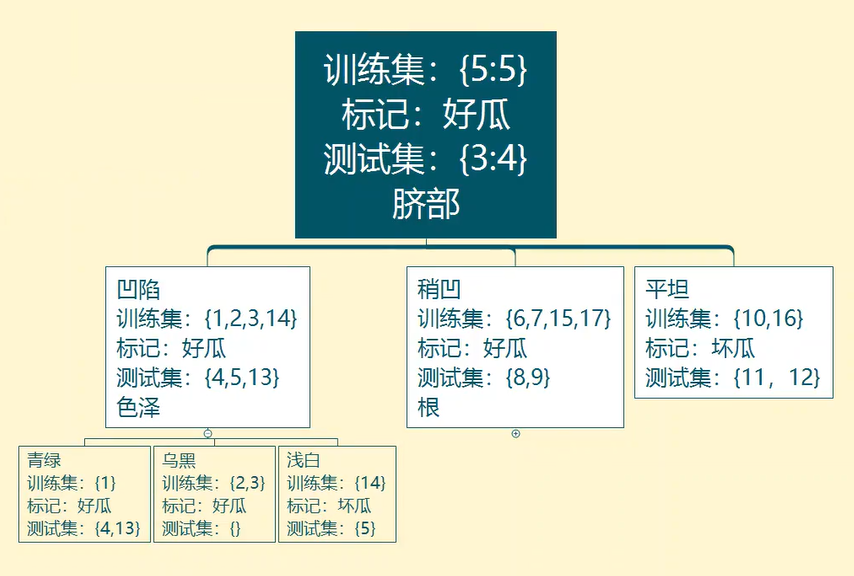 训练集：{5:5}
标记：好瓜
测试集：{3:4}
脐部
凹陷
训练集：{1,2,3,14}
标记：好瓜
测试集：{4,5,13}
色泽
稍凹
训练集：{6,7,15,17}
标记：好瓜
测试集：{8,9}
根
平坦
训练集：{10,16}
标记：坏瓜
测试集：{11，12}
青绿
训练集：{1}
标记：好瓜
测试集：{4,13}
乌黑
训练集：{2,3}
标记：好瓜
测试集：{}
浅白
训练集：{14}
标记：坏瓜
测试集：{5}